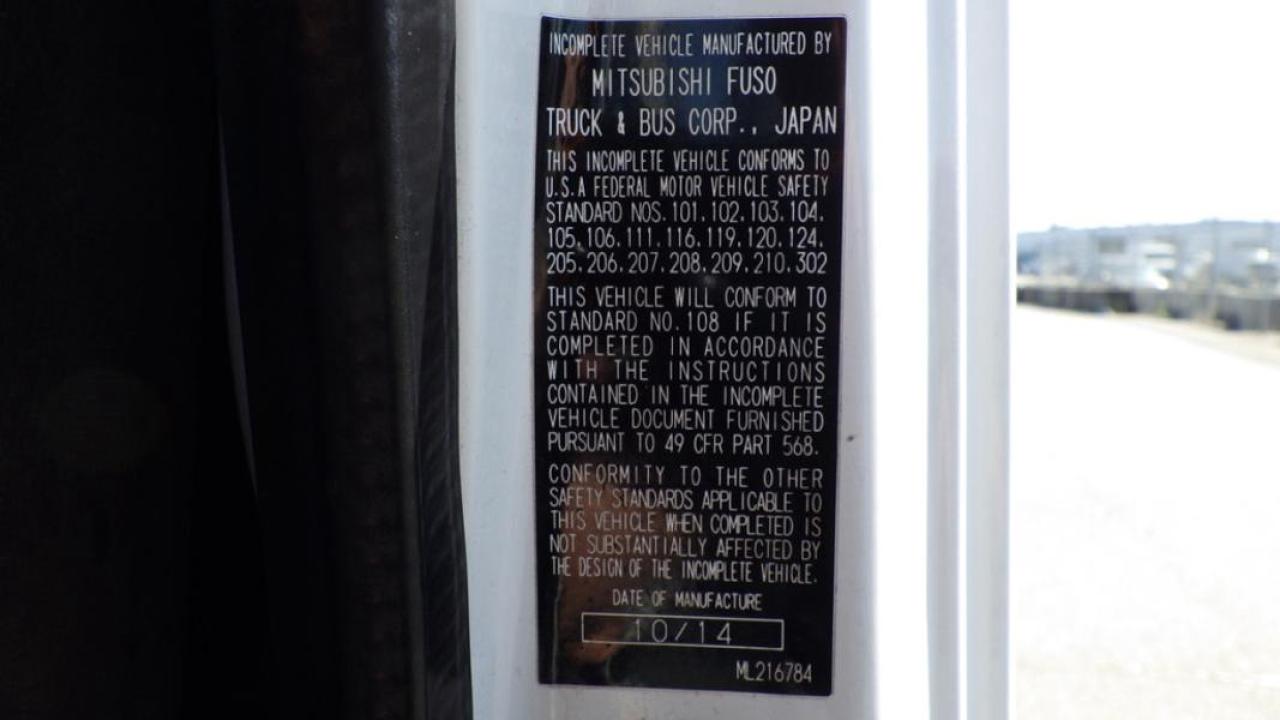 INCOMPLETE VEHICLE MANUFACTURED BY
MITSUBISHI FUSO
TRUCK & BUS CORP., JAPAN
THIS INCOMPLETE VEHICLE CONFORMS TO
U.S.A FEDERAL MOTOR VEHICLE SAFETY
STANDARD NOS.101.102.103.104.
105.106.111.116.119.120.124.
205.206.207.208.209.210.302
THIS VEHICLE WILL CONFORM TO
STANDARD NO.108 IF IT IS
COMPLETED IN ACCORDANCE
WITH THE INSTRUCTIONS
CONTAINED IN THE INCOMPLETE
VEHICLE DOCUMENT FURNISHED
PURSUANT TO 49 CFR PART 568.
CONFORMITY TO THE OTHER
SAFETY STANDARDS APPLICABLE TO
THIS VEHICLE WHEN COMPLETED IS
NOT SUBSTANTIALLY AFFECTED BY
THE DESIGN OF THE INCOMPLETE VEHICLE.
DATE OF MANUFACTURE
10/14
ML216784